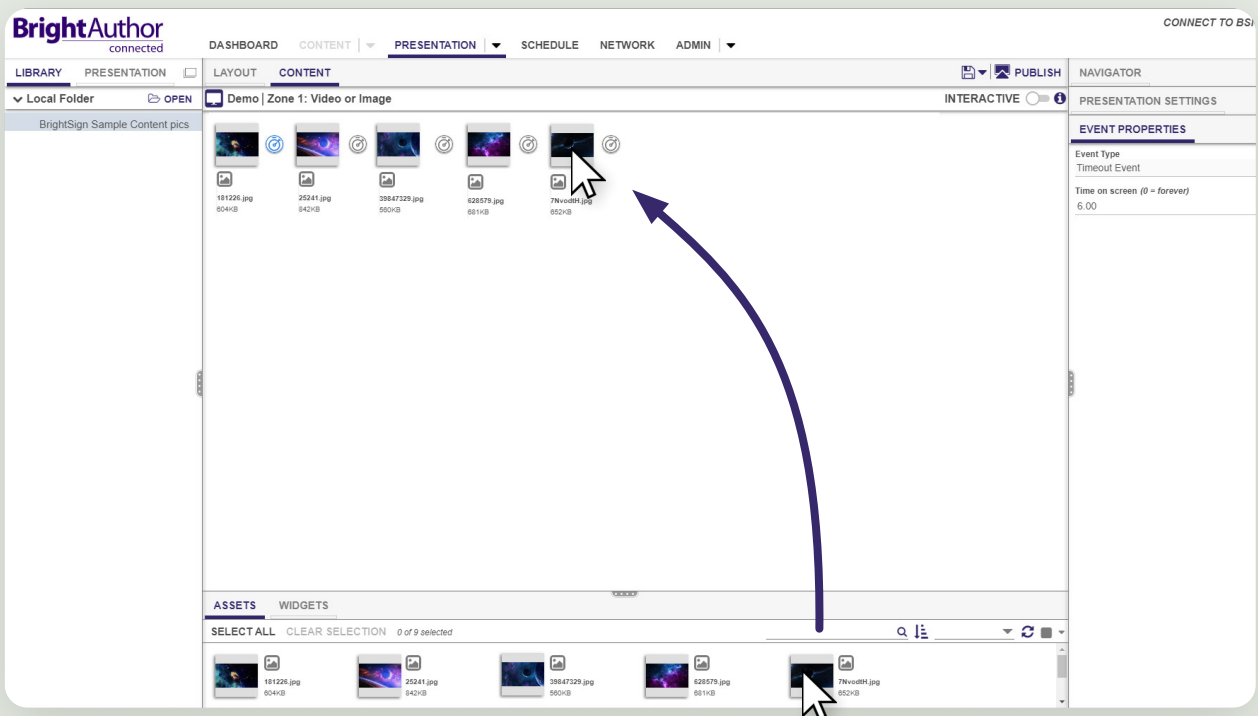 BrightAuthor
connected
CONNECT TO BSI
DASHBOARD CONTENT PRESENTATION SCHEDULE NETWORK ADMIN
LIBRARY PRESENTATION
LAYOUT CONTENT
PUBLISH
NAVIGATOR
Local Folder OPEN
Demo | Zone 1: Video or Image
INTERACTIVE
PRESENTATION SETTINGS
BrightSign Sample Content pics
EVENT PROPERTIES
Event Type
Timeout Event
Time on screen (0 = forever)
6.00
181226.jpg
604KB
25241.jpg
842KB
39847329.jpg
560KB
628579.jpg
681KB
7NvodtH.jpg
652KB
ASSETS WIDGETS
SELECT ALL CLEAR SELECTION 0 of 9 selected
181226.jpg
604KB
25241.jpg
842KB
39847329.jpg
560KB
628579.jpg
681KB
7NvodtH.jpg
652KB